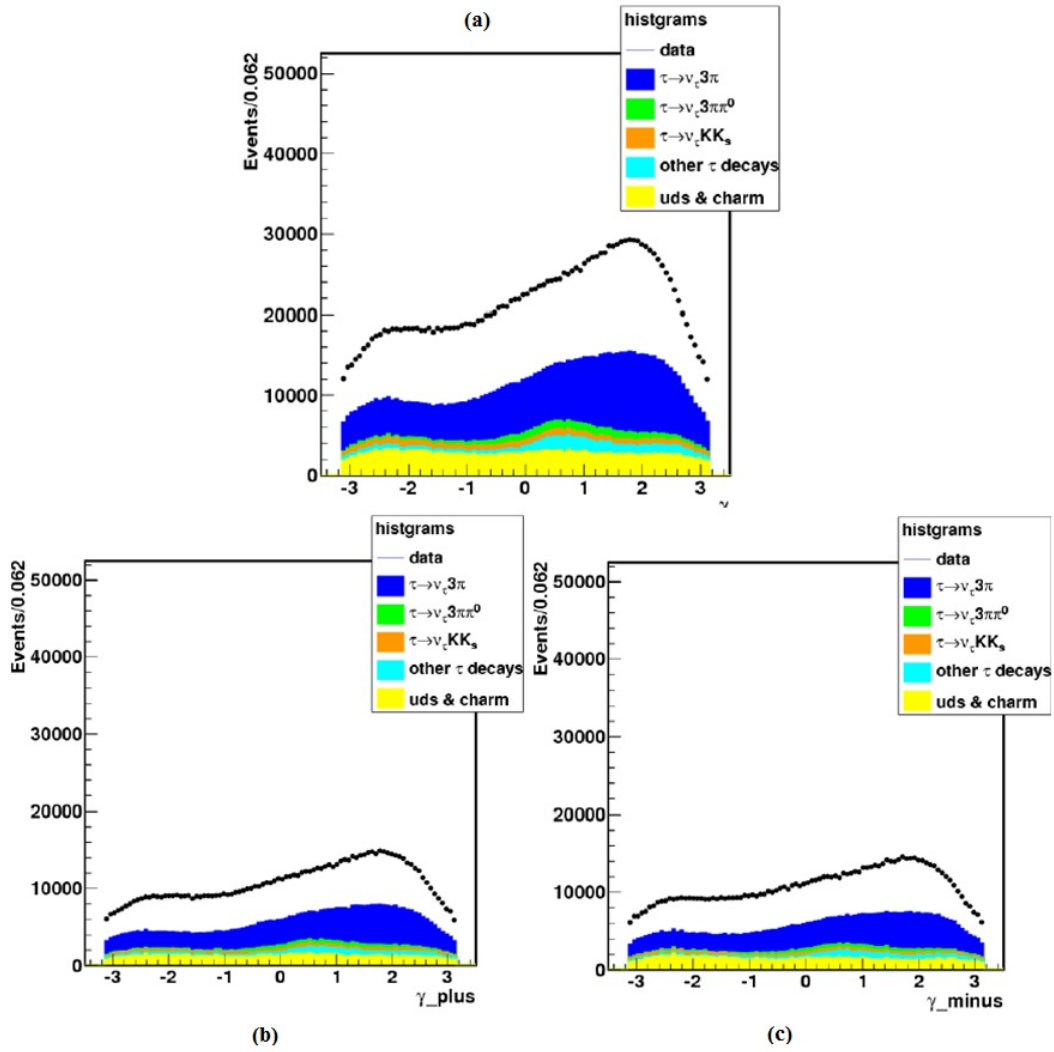 (a)
histgrams
data
τ→ντ3π
τ→ντ3ππ⁰
τ→ντKKs
other τ decays
uds & charm
Events/0.062
50000
40000
30000
20000
10000
0
-3 -2 -1 0 1 2 3
histgrams
data
τ→ντ3π
τ→ντ3ππ⁰
τ→ντKKs
other τ decays
uds & charm
Events/0.062
50000
40000
30000
20000
10000
0
-3 -2 -1 0 1 2 3
γ_plus
(b)
histgrams
data
τ→ντ3π
τ→ντ3ππ⁰
τ→ντKKs
other τ decays
uds & charm
Events/0.062
50000
40000
30000
20000
10000
0
-3 -2 -1 0 1 2 3
γ_minus
(c)